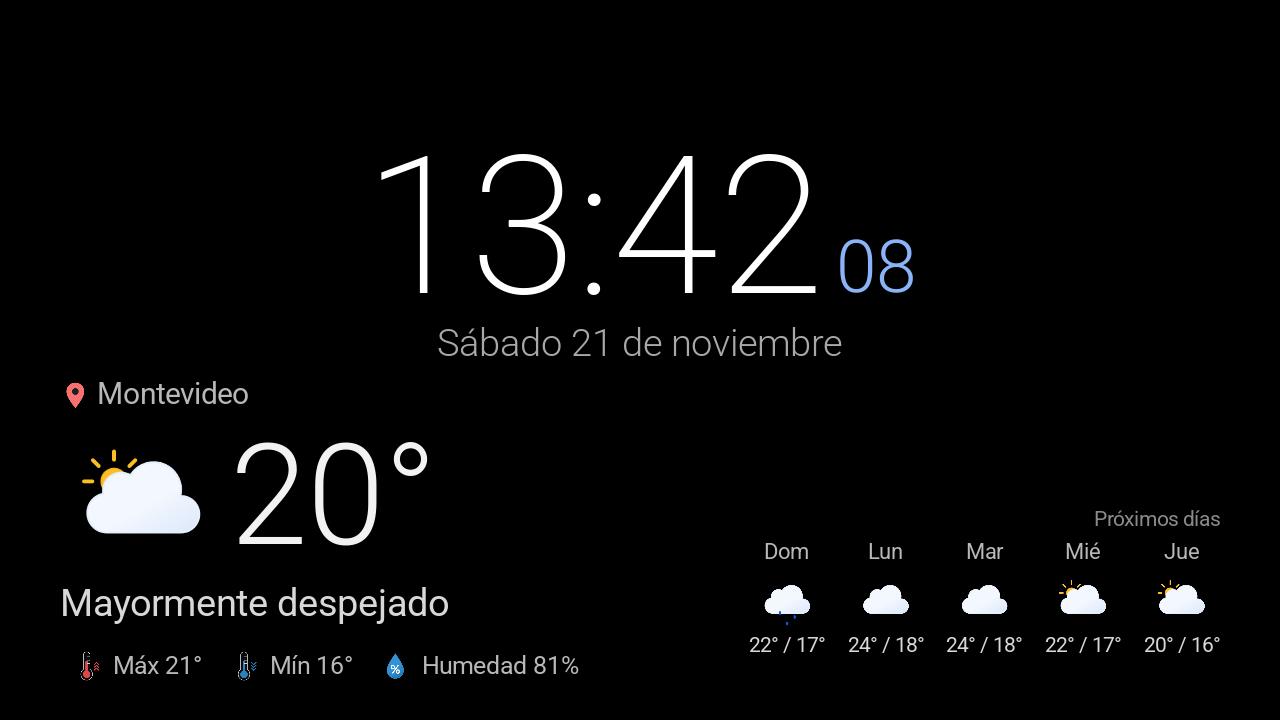 13:42 08
Sábado 21 de noviembre
Montevideo
20°
Mayormente despejado
Máx 21° Mín 16° % Humedad 81%
Próximos días
Dom Lun Mar Mié Jue
22° / 17° 24° / 18° 24° / 18° 22° / 17° 20° / 16°